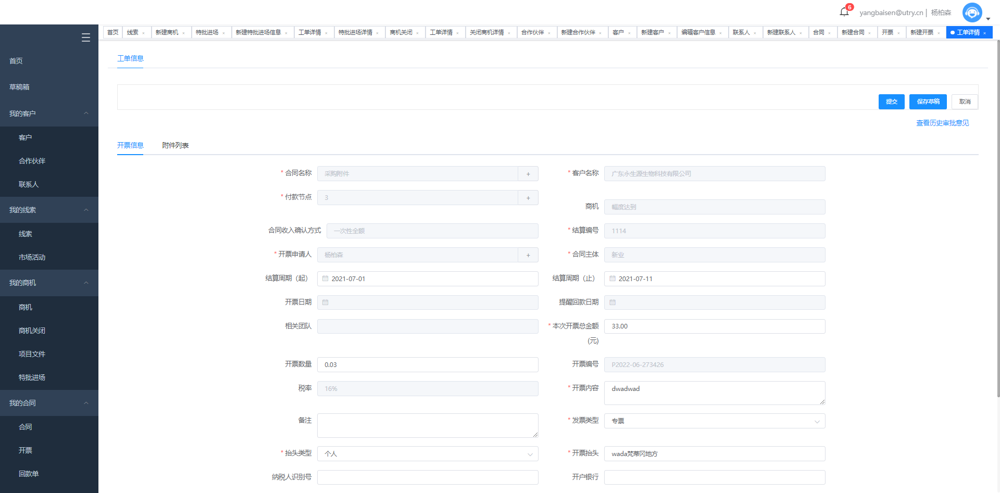 6
yangbaisen@utry.cn | 杨柏森
首页 线索 × 新建商机 × 特批进场 × 新建特批进场信息 × 工单详情 × 特批进场详情 × 商机关闭 × 工单详情 × 关闭商机详情 × 合作伙伴 × 新建合作伙伴 × 客户 × 新建客户 × 编辑客户信息 × 联系人 × 新建联系人 × 合同 × 新建合同 × 开票 × 新建开票 × 工单详情 ×
首页
草稿箱
我的客户
客户
合作伙伴
联系人
我的线索
线索
市场活动
我的商机
商机
商机关闭
项目文件
特批进场
我的合同
合同
开票
回款单
工单信息
提交 保存草稿 取消
查看历史审批意见
开票信息 附件列表
* 合同名称 采购附件 + * 客户名称 广东永生源生物科技有限公司
* 付款节点 3 +
商机 幅度达到
合同收入确认方式 一次性全额 * 结算编号 1114
* 开票申请人 杨柏森 + * 合同主体 新业
结算周期（起） 2021-07-01 结算周期（止） 2021-07-11
开票日期 提醒回款日期
相关团队 * 本次开票总金额 33.00
(元)
开票数量 0.03 开票编号 P2022-06-273426
税率 16% * 开票内容 dwadwad
备注 * 发票类型 专票
* 抬头类型 个人 * 开票抬头 wada梵蒂冈地方
纳税人识别号 开户银行